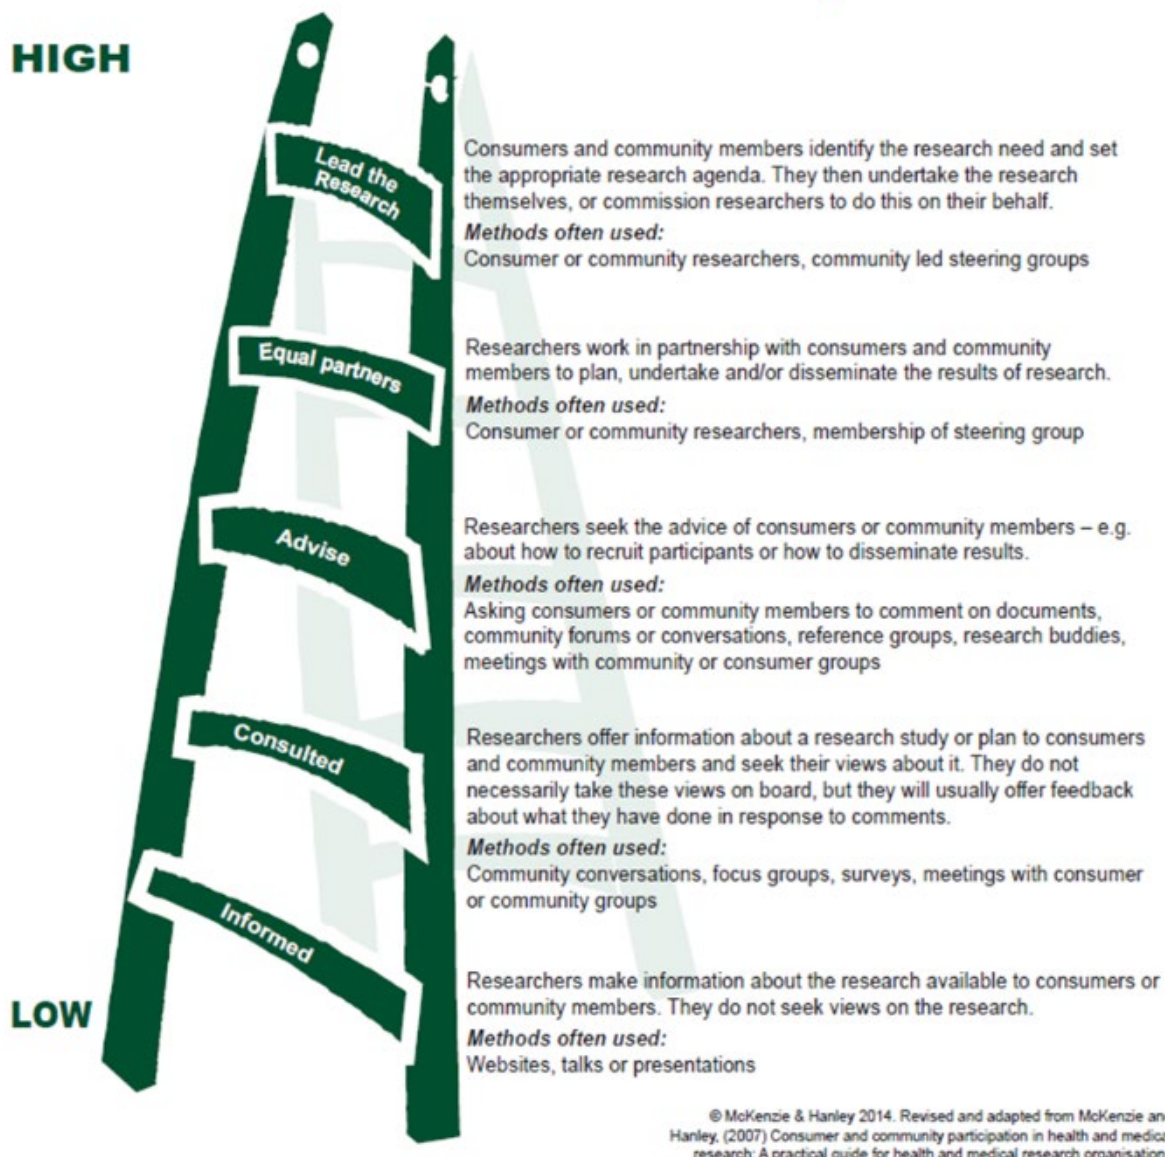 HIGH
Lead the
Research
Consumers and community members identify the research need and set
the appropriate research agenda. They then undertake the research
themselves, or commission researchers to do this on their behalf.
Methods often used:
Consumer or community researchers, community led steering groups
Equal partners
Researchers work in partnership with consumers and community
members to plan, undertake and/or disseminate the results of research.
Methods often used:
Consumer or community researchers, membership of steering group
Advise
Researchers seek the advice of consumers or community members – e.g.
about how to recruit participants or how to disseminate results.
Methods often used:
Asking consumers or community members to comment on documents,
community forums or conversations, reference groups, research buddies,
meetings with community or consumer groups
Consulted
Researchers offer information about a research study or plan to consumers
and community members and seek their views about it. They do not
necessarily take these views on board, but they will usually offer feedback
about what they have done in response to comments.
Methods often used:
Community conversations, focus groups, surveys, meetings with consumer
or community groups
Informed
LOW
Researchers make information about the research available to consumers or
community members. They do not seek views on the research.
Methods often used:
Websites, talks or presentations
© McKenzie & Hanley 2014. Revised and adapted from McKenzie an
Hanley, (2007) Consumer and community participation in health and medica
research: A practical guide for health and medical research organisation